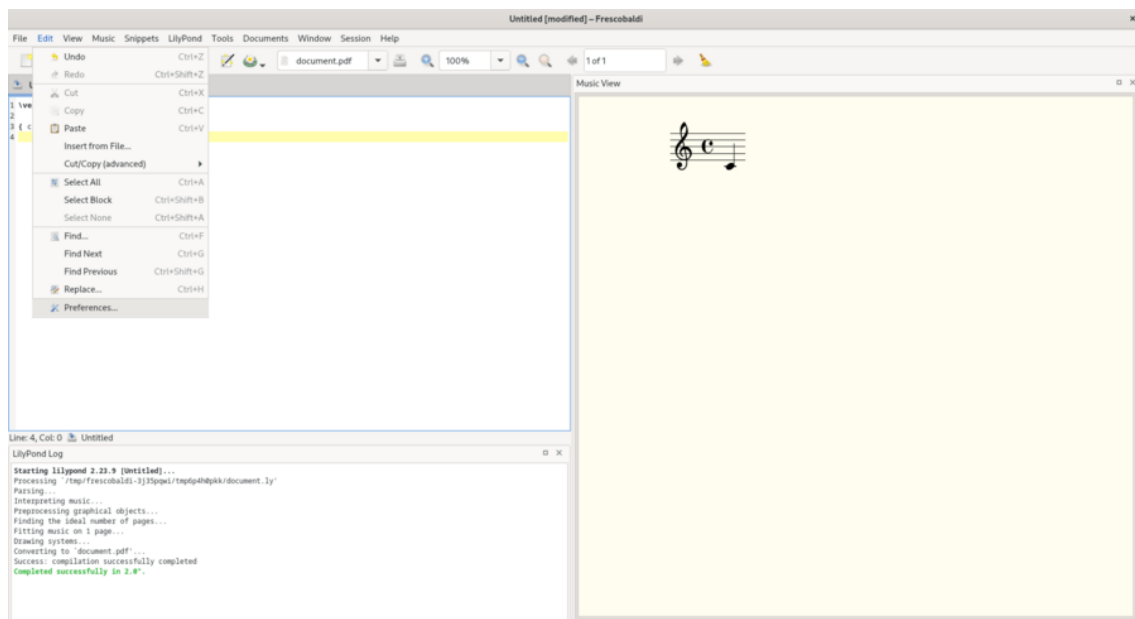 Untitled [modified] – Frescobaldi
File Edit View Music Snippets LilyPond Tools Documents Window Session Help
document.pdf 100% 1 of 1
Undo Ctrl+Z
Redo Ctrl+Shift+Z
Cut Ctrl+X
Copy Ctrl+C
Paste Ctrl+V
Insert from File...
Cut/Copy (advanced)
Select All Ctrl+A
Select Block Ctrl+Shift+B
Select None Ctrl+Shift+A
Find... Ctrl+F
Find Next Ctrl+G
Find Previous Ctrl+Shift+G
Replace... Ctrl+H
Preferences...
1 \ve
2
3 { c
4
Line: 4, Col: 0 Untitled
LilyPond Log
Starting lilypond 2.23.9 [Untitled]...
Processing `/tmp/frescobaldi-3j35pqwi/tmp6p4h0pkk/document.ly'
Parsing...
Interpreting music...
Preprocessing graphical objects...
Finding the ideal number of pages...
Fitting music on 1 page...
Drawing systems...
Converting to `document.pdf'...
Success: compilation successfully completed
Completed successfully in 2.0".
Music View